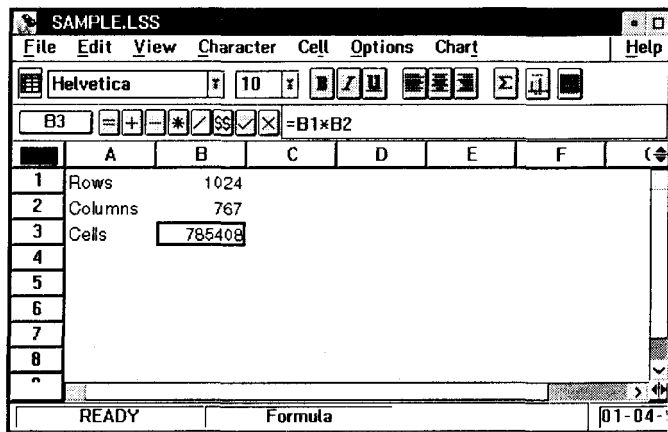 SAMPLE.LSS
File Edit View Character Cell Options Chart Help
Helvetica 10 B I U Σ
B3 = + - * / $$ =B1*B2
A B C D E F
1 Rows 1024
2 Columns 767
3 Cells 785408
4
5
6
7
8
READY Formula 01-04-